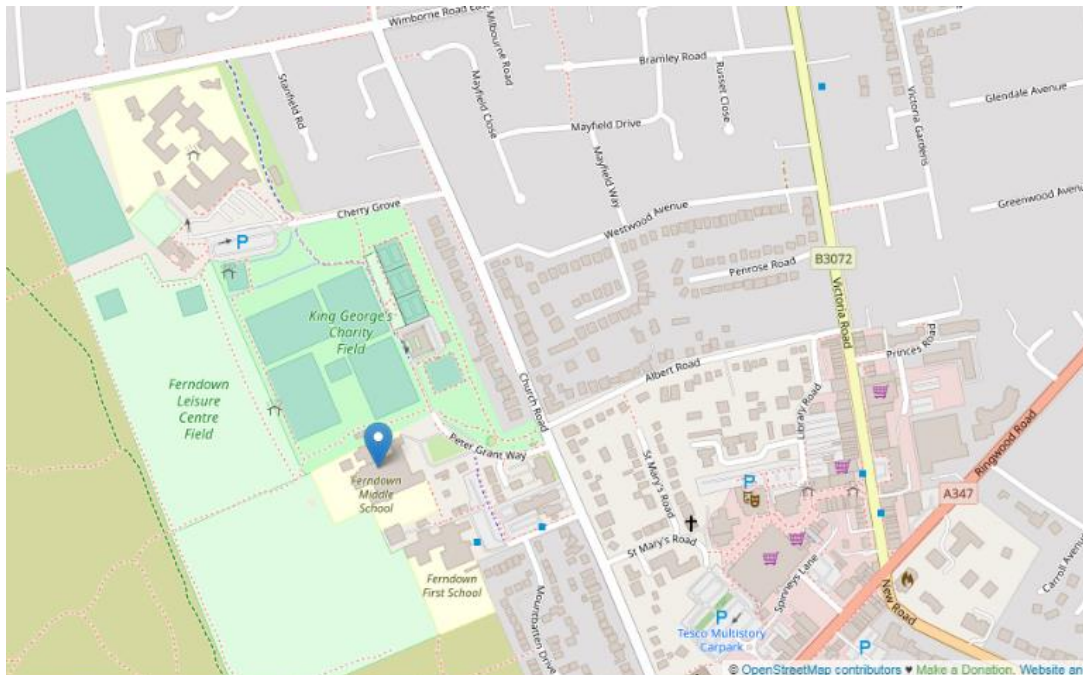 Wimborne Road East
Milbourne Road
Stanfield Rd
Mayfield Close
Bramley Road
Russet Close
Mayfield Drive
Mayfield Way
Victoria Gardens
Glendale Avenue
Greenwood Avenue
Cherry Grove
Westwood Avenue
P
Penrose Road
B3072
Victoria Road
King George's
Charity
Field
Princes Road
Albert Road
Ferndown
Leisure
Centre
Field
Church Road
Library Road
Ringwood Road
Peter Grant Way
St Mary's Road
P
A347
Ferndown
Middle
School
St Mary's Road
Ferndown
First School
Mountbatten Drive
Spinneys Lane
New Road
Carroll Avenue
P
Tesco Multistory
Carpark
P
© OpenStreetMap contributors ♥ Make a Donation. Website an